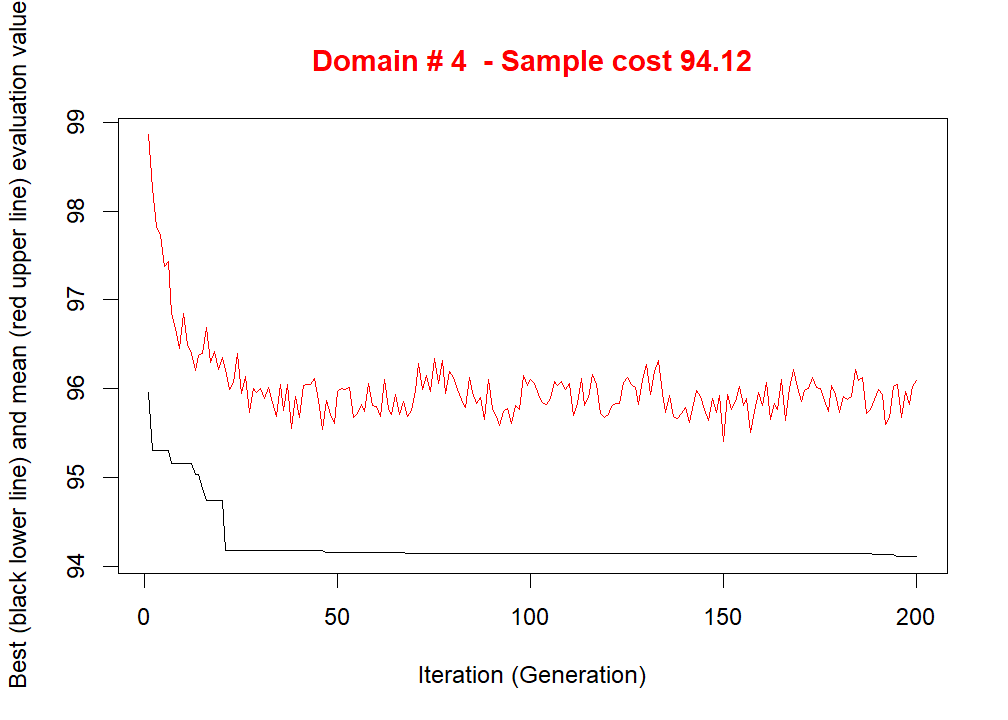 Domain # 4  - Sample cost 94.12
Best (black lower line) and mean (red upper line) evaluation value
99
98
97
96
95
94
0 50 100 150 200
Iteration (Generation)